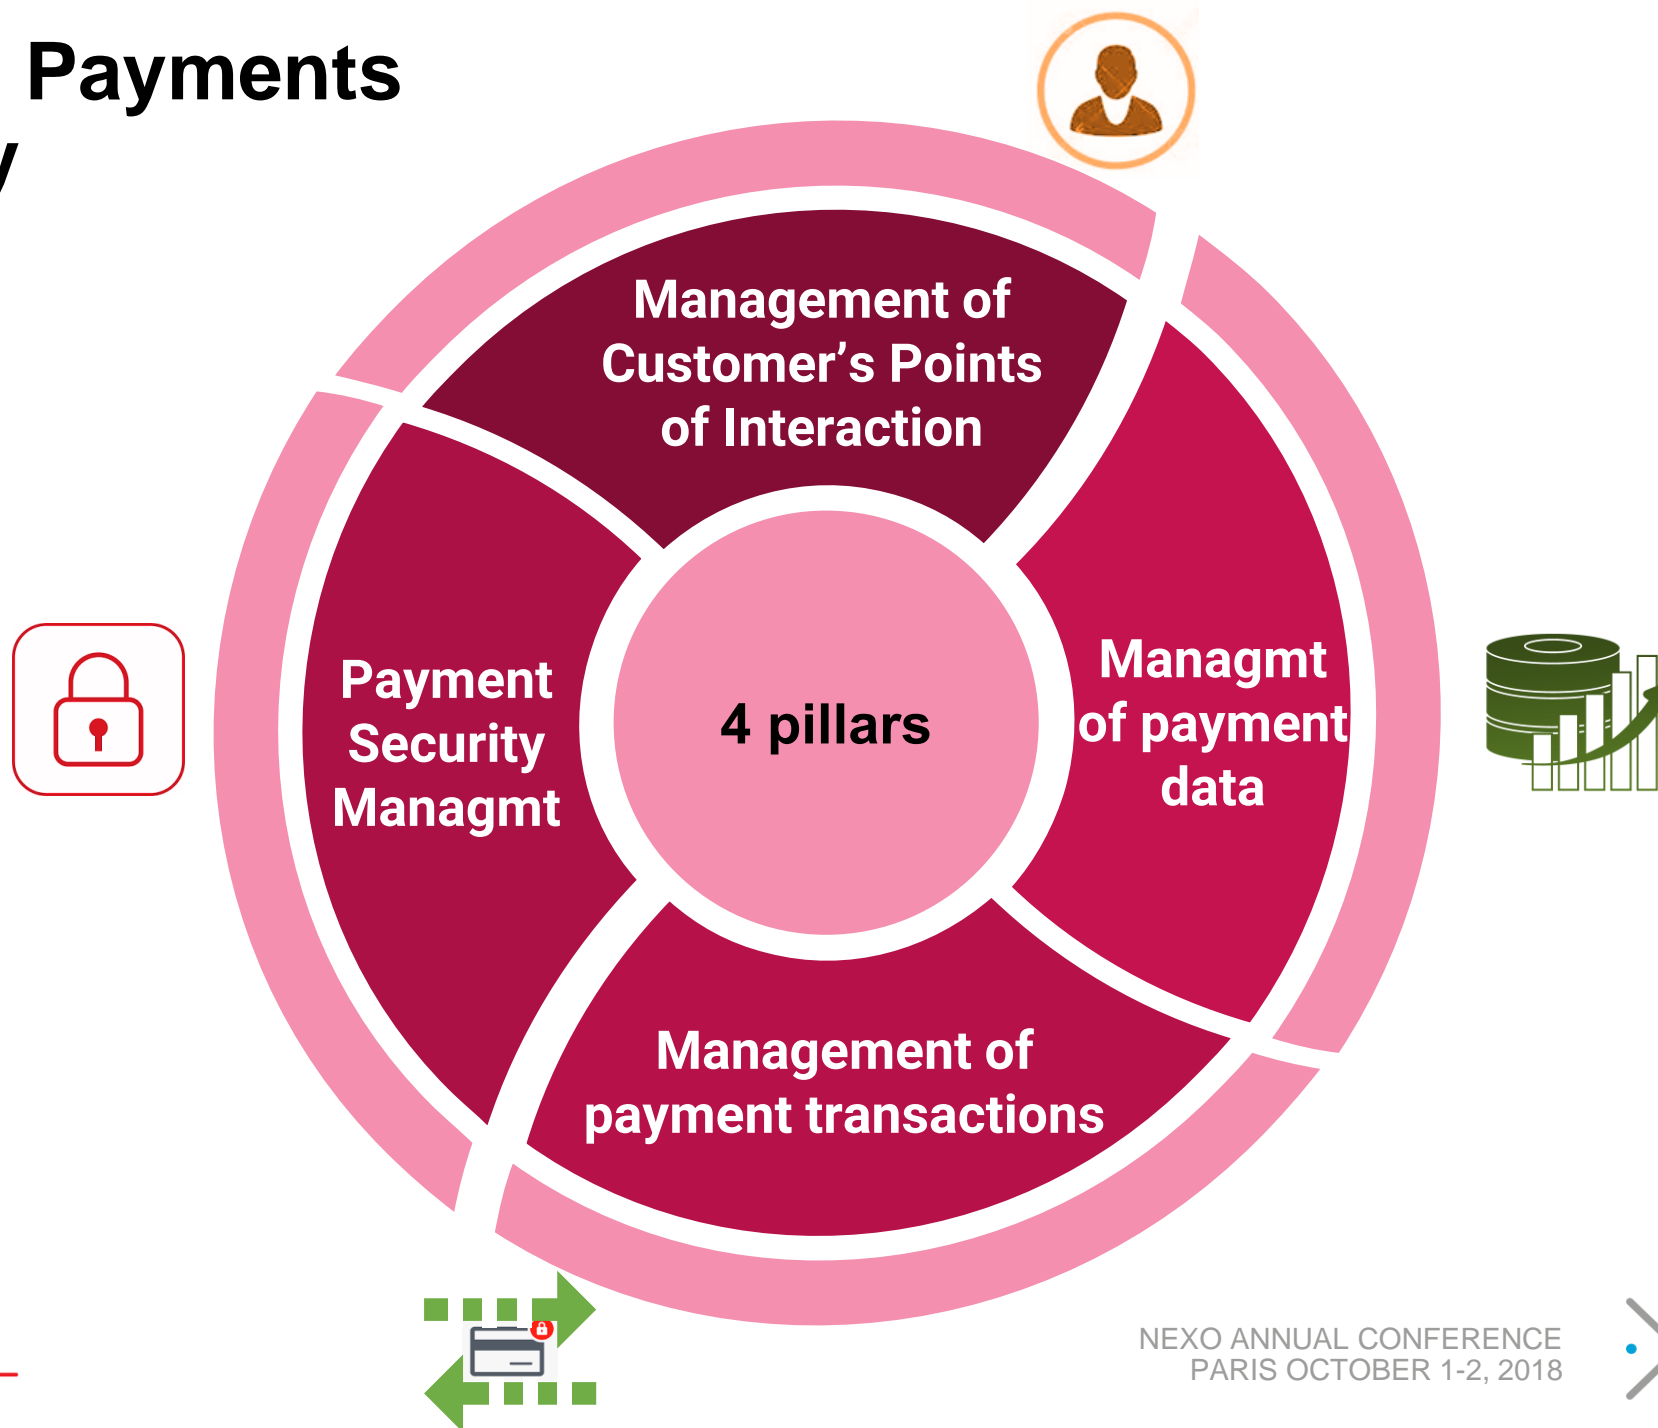 Payments
y
Management of
Customer’s Points
of Interaction
Payment
Security
Managmt
4 pillars
Managmt
of payment
data
Management of
payment transactions
NEXO ANNUAL CONFERENCE
PARIS OCTOBER 1-2, 2018